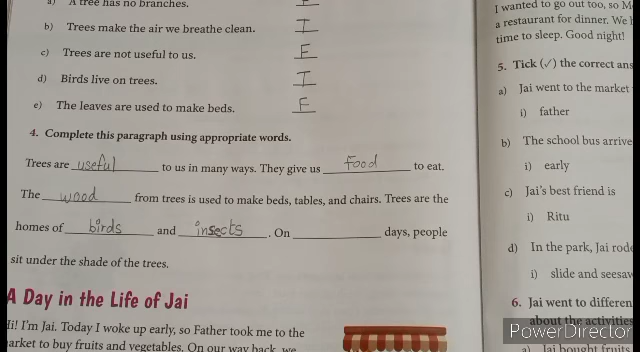 a) A tree has no branches. F
b) Trees make the air we breathe clean. T
c) Trees are not useful to us. F
d) Birds live on trees. T
e) The leaves are used to make beds. F
4. Complete this paragraph using appropriate words.
Trees are useful to us in many ways. They give us food to eat.
The wood from trees is used to make beds, tables, and chairs. Trees are the
homes of birds and insects. On ________ days, people
sit under the shade of the trees.
A Day in the Life of Jai
Hi! I'm Jai. Today I woke up early, so Father took me to the
market to buy fruits and vegetables. On our way back, we
I wanted to go out too, so
a restaurant for dinner. We
time to sleep. Good night!
5. Tick (✓) the correct
a) Jai went to the market
i) father
b) The school bus
i) early
c) Jai's best friend is
i) Ritu
d) In the park, Jai
i) slide and
6. Jai went to
about the activities
a) Jai bought fruits
PowerDirector